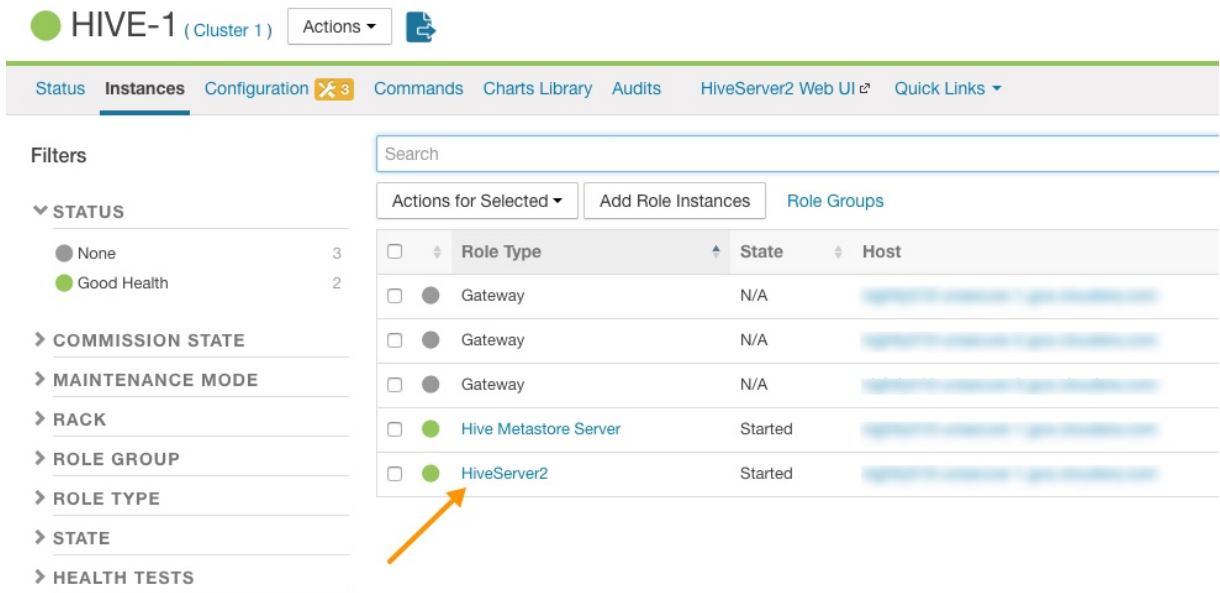 HIVE-1 ( Cluster 1 ) Actions
Status Instances Configuration 3 Commands Charts Library Audits HiveServer2 Web UI Quick Links
Filters
Search
Actions for Selected Add Role Instances Role Groups
STATUS
None 3
Good Health 2
COMMISSION STATE
MAINTENANCE MODE
RACK
ROLE GROUP
ROLE TYPE
STATE
HEALTH TESTS
Role Type State Host
Gateway N/A
Gateway N/A
Gateway N/A
Hive Metastore Server Started
HiveServer2 Started